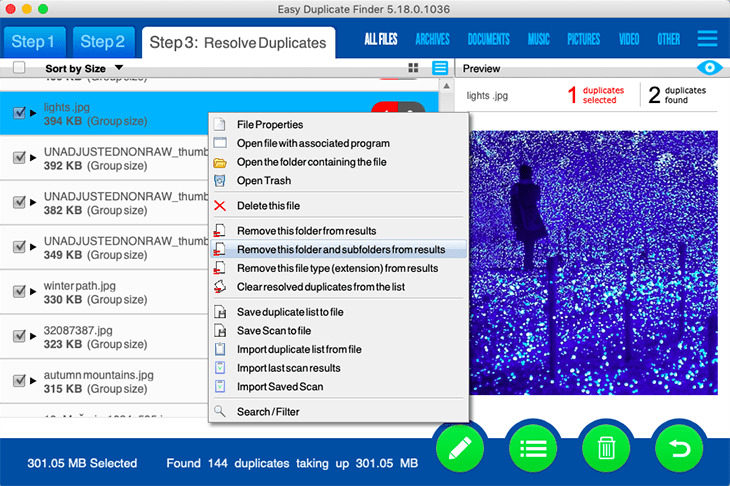 Easy Duplicate Finder 5.18.0.1036
Step 1
Step 2
Step 3: Resolve Duplicates
ALL FILES
ARCHIVES
DOCUMENTS
MUSIC
PICTURES
VIDEO
OTHER
Sort by Size
Preview
lights.jpg
394 KB (Group size)
UNADJUSTEDNONRAW_thumb
392 KB (Group size)
UNADJUSTEDNONRAW_thumb
382 KB (Group size)
UNADJUSTEDNONRAW_thumb
349 KB (Group size)
winter path.jpg
330 KB (Group size)
32087387.jpg
323 KB (Group size)
autumn mountains.jpg
315 KB (Group size)
File Properties
Open file with associated program
Open the folder containing the file
Open Trash
Delete this file
Remove this folder from results
Remove this folder and subfolders from results
Remove this file type (extension) from results
Clear resolved duplicates from the list
Save duplicate list to file
Save Scan to file
Import duplicate list from file
Import last scan results
Import Saved Scan
Search / Filter
lights .jpg
1 duplicates selected
2 duplicates found
301.05 MB Selected
Found 144 duplicates taking up 301.05 MB